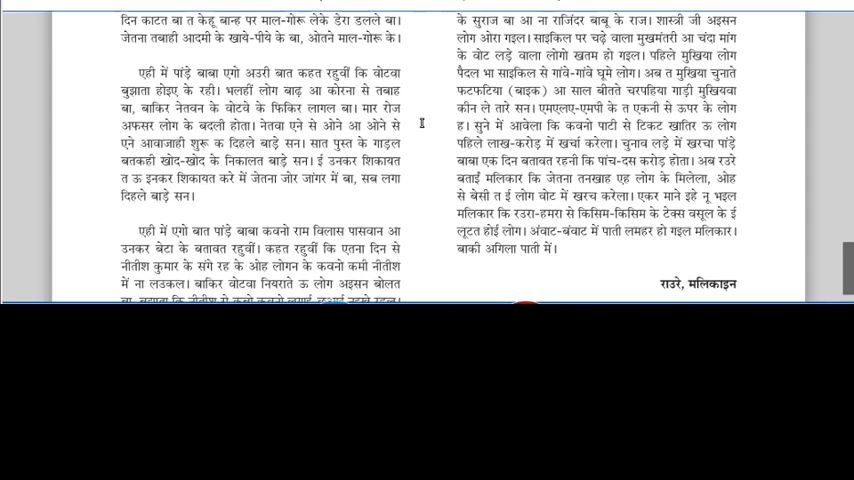 दिन काटत बा त केहू बान्ह पर माल-गोरू लेके डेरा डलले बा।
जेतना तबाही आदमी के खाये-पीये के बा, ओतने माल-गोरू के।
एही में पांड़े बाबा एगो अउरी बात कहत रहुवीं कि वोटवा
बुझाता होइए के रही। भलहीं लोग बाढ़ आ कोरना से तबाह
बा, बाकिर नेतवन के वोटवे के फिकिर लागल बा। मार रोज
अफसर लोग के बदली होता। नेतवा एने से ओने आ ओने से
एने आवाजाही शुरू क दिहले बाड़े सन। सात पुस्त के गाड़ल
बतकही खोद-खोद के निकालत बाड़े सन। ई उनकर शिकायत
त ऊ इनकर शिकायत करे में जेतना जोर जांगर में बा, सब लगा
दिहले बाड़े सन।
एही में एगो बात पांड़े बाबा कवनो राम विलास पासवान आ
उनकर बेटा के बतावत रहुवीं। कहत रहुवीं कि एतना दिन से
नीतीश कुमार के संगे रह के ओह लोगन के कवनो कमी नीतीश
में ना लउकल। बाकिर वोटवा नियराते ऊ लोग अइसन बोलत
बा, बुझाता कि नीतीश से कबो कवनो
के सुराज बा आ ना राजिंदर बाबू के राज। शास्त्री जी अइसन
लोग ओरा गइल। साइकिल पर चढ़े वाला मुखमंतरी आ चंदा मांग
के वोट लड़े वाला लोगो खतम हो गइल। पहिले मुखिया लोग
पैदल भा साइकिल से गांवे-गांवे घूमे लोग। अब त मुखिया चुनाते
फटफटिया (बाइक) आ साल बीतते चरपहिया गाड़ी मुखियवा
कीन ले तारे सन। एमएलए-एमपी के त एकनी से ऊपर के लोग
ह। सुने में आवेला कि कवनो पाटी से टिकट खातिर ऊ लोग
पहिले लाख-करोड़ में खर्चा करेला। चुनाव लड़े में खरचा पांड़े
बाबा एक दिन बतावत रहनी कि पांच-दस करोड़ होता। अब रउरे
बताईं मलिकार कि जेतना तनखाह एह लोग के मिलेला, ओह
से बेसी त ई लोग वोट में खरच करेला। एकर माने इहे नू भइल
मलिकार कि रउरा-हमरा से किसिम-किसिम के टेक्स वसूल के ई
लूटत होई लोग। अंवाट-बंवाट में पाती लमहर हो गइल मलिकार।
बाकी अगिला पाती में।
राउरे, मलिकाइन